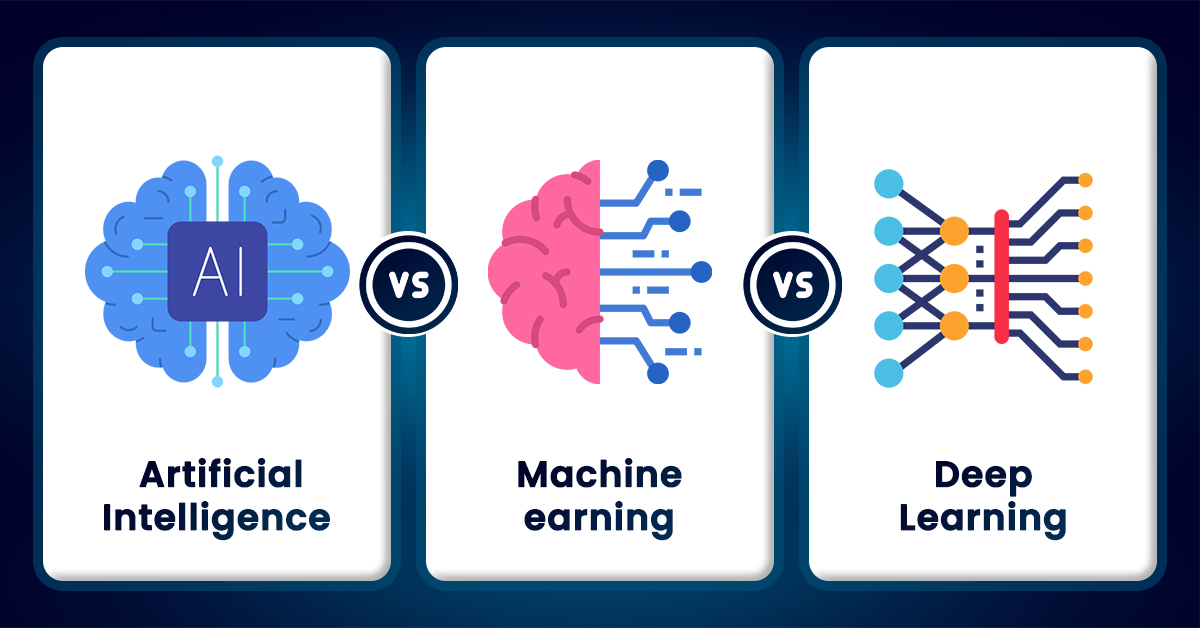 AI
Artificial
Intelligence
VS
Machine
earning
VS
Deep
Learning